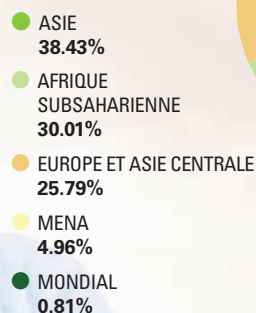 ASIE
38.43%
AFRIQUE
SUBSAHARIENNE
30.01%
EUROPE ET ASIE CENTRALE
25.79%
MENA
4.96%
MONDIAL
0.81%